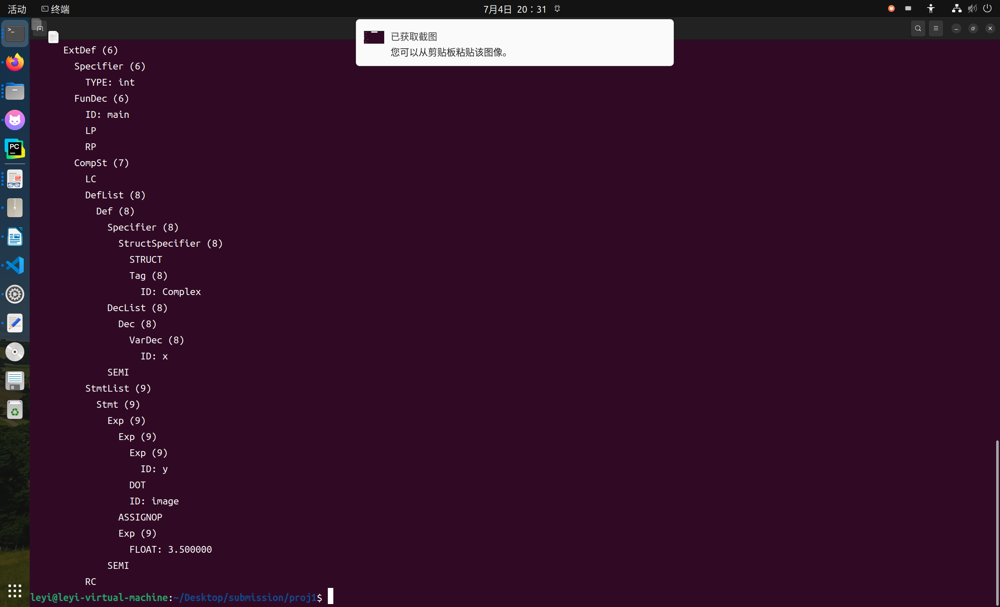 活动 终端 7月4日 20：31
已获取截图
您可以从剪贴板粘贴该图像。
ExtDef (6)
Specifier (6)
TYPE: int
FunDec (6)
ID: main
LP
RP
CompSt (7)
LC
DefList (8)
Def (8)
Specifier (8)
StructSpecifier (8)
STRUCT
Tag (8)
ID: Complex
DecList (8)
Dec (8)
VarDec (8)
ID: x
SEMI
StmtList (9)
Stmt (9)
Exp (9)
Exp (9)
Exp (9)
ID: y
DOT
ID: image
ASSIGNOP
Exp (9)
FLOAT: 3.500000
SEMI
RC
leyi@leyi-virtual-machine:~/Desktop/submission/proj1$
>_
PC